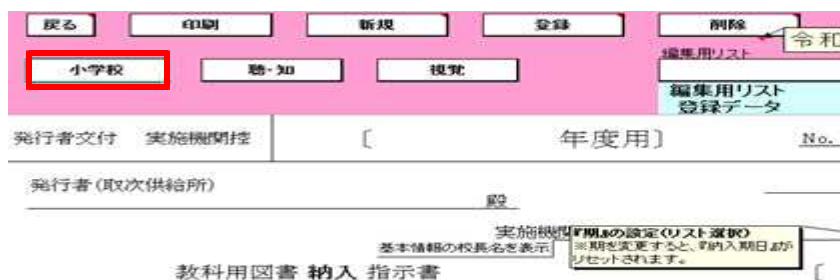 戻る 印刷 新規 登録 削除
令和
編集用リスト
小学校 聴・知 視覚
編集用リスト
登録データ
発行者交付 実施機関控 〔 年度用〕 No.
発行者(取次供給所)
殿
実施機関
『期』の設定(リスト選択)
※期を変更すると、『納入期日』が
リセットされます。
基本情報の校長名を表示
教科用図書 納入 指示書 〔